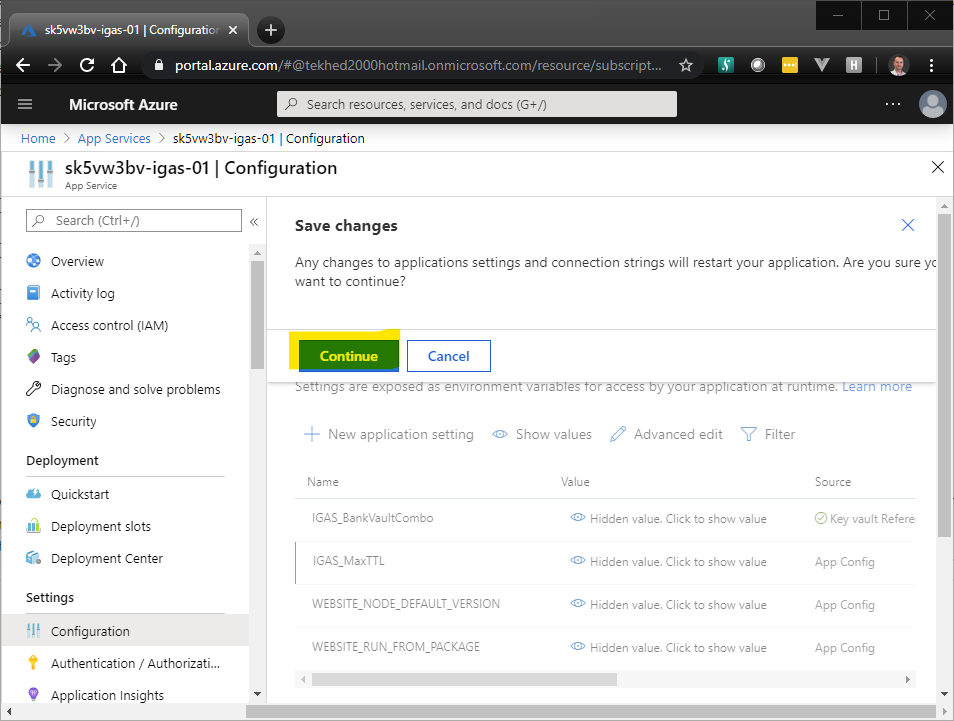 sk5vw3bv-igas-01 | Configuration
portal.azure.com/#@tekhed2000hotmail.onmicrosoft.com/resource/subscript...
Microsoft Azure
Search resources, services, and docs (G+/)
Home > App Services > sk5vw3bv-igas-01 | Configuration
sk5vw3bv-igas-01 | Configuration
App Service
Search (Ctrl+/)
Overview
Activity log
Access control (IAM)
Tags
Diagnose and solve problems
Security
Deployment
Quickstart
Deployment slots
Deployment Center
Settings
Configuration
Authentication / Authorizati...
Application Insights
Save changes
Any changes to applications settings and connection strings will restart your application. Are you sure yo
want to continue?
Continue
Cancel
Settings are exposed as environment variables for access by your application at runtime. Learn more
New application setting
Show values
Advanced edit
Filter
Name Value Source
IGAS_BankVaultCombo Hidden value. Click to show value Key vault Refere
IGAS_MaxTTL Hidden value. Click to show value App Config
WEBSITE_NODE_DEFAULT_VERSION Hidden value. Click to show value App Config
WEBSITE_RUN_FROM_PACKAGE Hidden value. Click to show value App Config